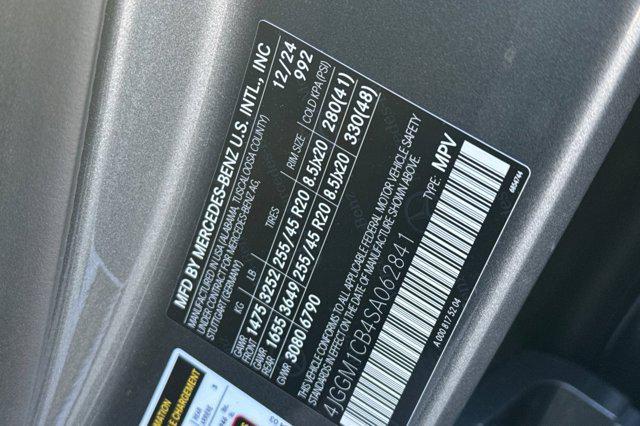 MFD BY MERCEDES-BENZ U.S. INTL., INC 12/24
MANUFACTURED IN USA (ALABAMA, TUSCALOOSA COUNTY) 992
UNDER CONTRACT FOR MERCEDES-BENZ AG,
STUTTGART (GERMANY)
KG LB TIRES RIM SIZE COLD KPA(PSI)
GAWR FRONT 1475 3252 255/45 R20 8.5Jx20 280(41)
GAWR REAR 1655 3649 255/45 R20 8.5Jx20 330(48)
GVWR 3080 6790
THIS VEHICLE CONFORMS TO ALL APPLICABLE FEDERAL MOTOR VEHICLE SAFETY
STANDARDS IN EFFECT ON THE DATE OF MANUFACTURE SHOWN ABOVE.
4JGGM1CB4SA062841 TYPE: MPV
A 000 817 52 04